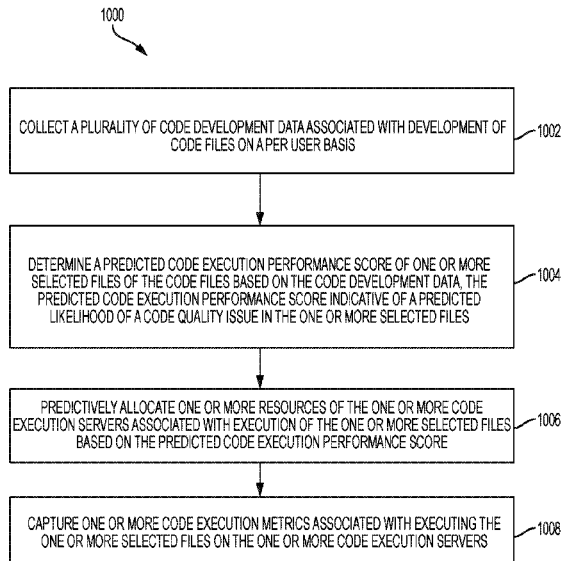 1000
COLLECT A PLURALITY OF CODE DEVELOPMENT DATA ASSOCIATED WITH DEVELOPMENT OF
CODE FILES ON A PER USER BASIS
1002
DETERMINE A PREDICTED CODE EXECUTION PERFORMANCE SCORE OF ONE OR MORE
SELECTED FILES OF THE CODE FILES BASED ON THE CODE DEVELOPMENT DATA, THE
PREDICTED CODE EXECUTION PERFORMANCE SCORE INDICATIVE OF A PREDICTED
LIKELIHOOD OF A CODE QUALITY ISSUE IN THE ONE OR MORE SELECTED FILES
1004
PREDICTIVELY ALLOCATE ONE OR MORE RESOURCES OF THE ONE OR MORE CODE
EXECUTION SERVERS ASSOCIATED WITH EXECUTION OF THE ONE OR MORE SELECTED FILES
BASED ON THE PREDICTED CODE EXECUTION PERFORMANCE SCORE
1006
CAPTURE ONE OR MORE CODE EXECUTION METRICS ASSOCIATED WITH EXECUTING THE
ONE OR MORE SELECTED FILES ON THE ONE OR MORE CODE EXECUTION SERVERS
1008